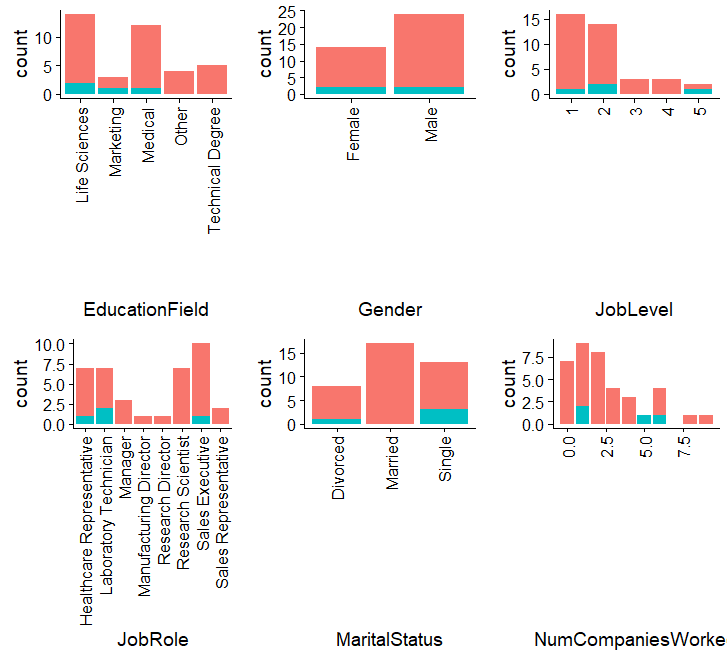 count
10
5
0
Life Sciences
Marketing
Medical
Other
Technical Degree
EducationField
count
25
20
15
10
5
0
Female
Male
Gender
count
15
10
5
0
1
2
3
4
5
JobLevel
count
10.0
7.5
5.0
2.5
0.0
Healthcare Representative
Laboratory Technician
Manager
Manufacturing Director
Research Director
Research Scientist
Sales Executive
Sales Representative
JobRole
count
15
10
5
0
Divorced
Married
Single
MaritalStatus
count
7.5
5.0
2.5
0.0
0.0
2.5
5.0
7.5
NumCompaniesWorke